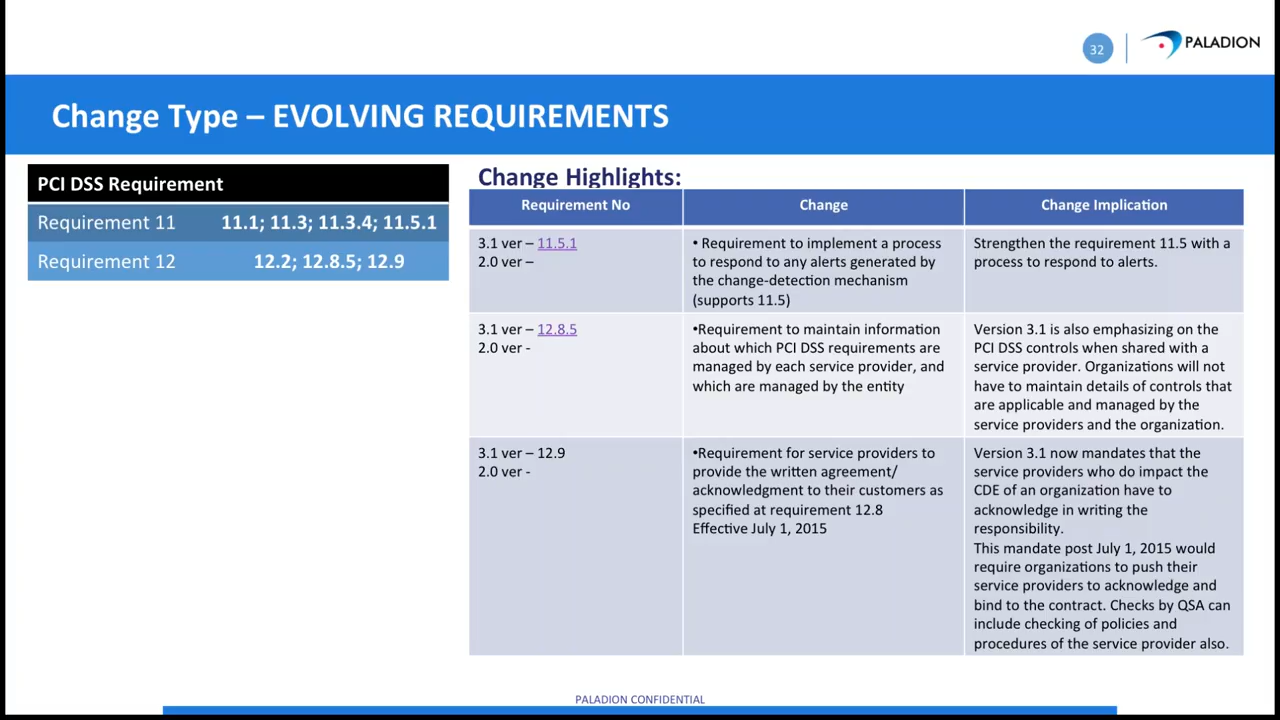 32
PALADION
Change Type – EVOLVING REQUIREMENTS
PCI DSS Requirement
Requirement 11 11.1; 11.3; 11.3.4; 11.5.1
Requirement 12 12.2; 12.8.5; 12.9
Change Highlights:
Requirement No Change Change Implication
3.1 ver – 11.5.1
2.0 ver –
• Requirement to implement a process
to respond to any alerts generated by
the change-detection mechanism
(supports 11.5)
Strengthen the requirement 11.5 with a
process to respond to alerts.
3.1 ver – 12.8.5
2.0 ver -
•Requirement to maintain information
about which PCI DSS requirements are
managed by each service provider, and
which are managed by the entity
Version 3.1 is also emphasizing on the
PCI DSS controls when shared with a
service provider. Organizations will not
have to maintain details of controls that
are applicable and managed by the
service providers and the organization.
3.1 ver – 12.9
2.0 ver -
•Requirement for service providers to
provide the written agreement/
acknowledgment to their customers as
specified at requirement 12.8
Effective July 1, 2015
Version 3.1 now mandates that the
service providers who do impact the
CDE of an organization have to
acknowledge in writing the
responsibility.
This mandate post July 1, 2015 would
require organizations to push their
service providers to acknowledge and
bind to the contract. Checks by QSA can
include checking of policies and
procedures of the service provider also.
PALADION CONFIDENTIAL